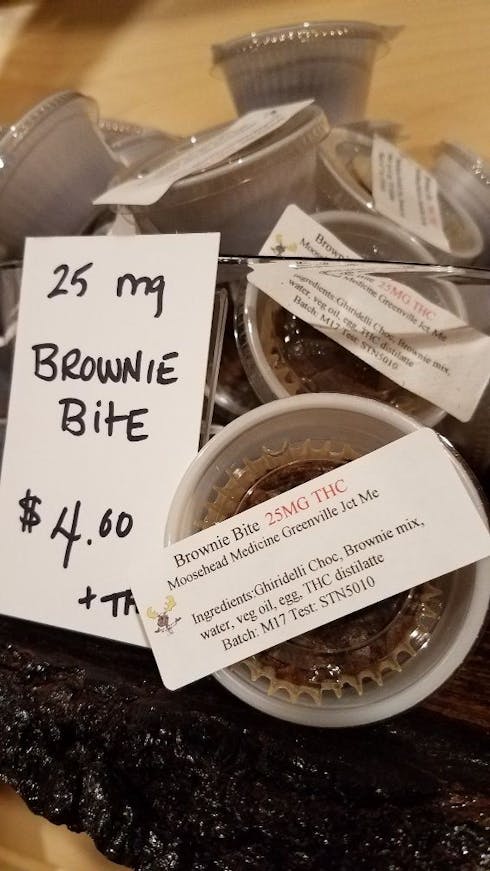 25 mg
BROWNIE
BITE
$4.00
+ T
Brownie Bite 25MG THC
Moosehead Medicine Greenville Jct Me
Ingredients:Ghiridelli Choc, Brownie mix,
water, veg oil, egg, THC distilatte
Batch: M17 Test: STN5010
Brownie 25MG THC
Medicine Greenville Jct Me
Ingredients:Ghiridelli Choc, Brownie mix,
water, veg oil, egg, THC distilatte
Batch: M17 Test: STN5010